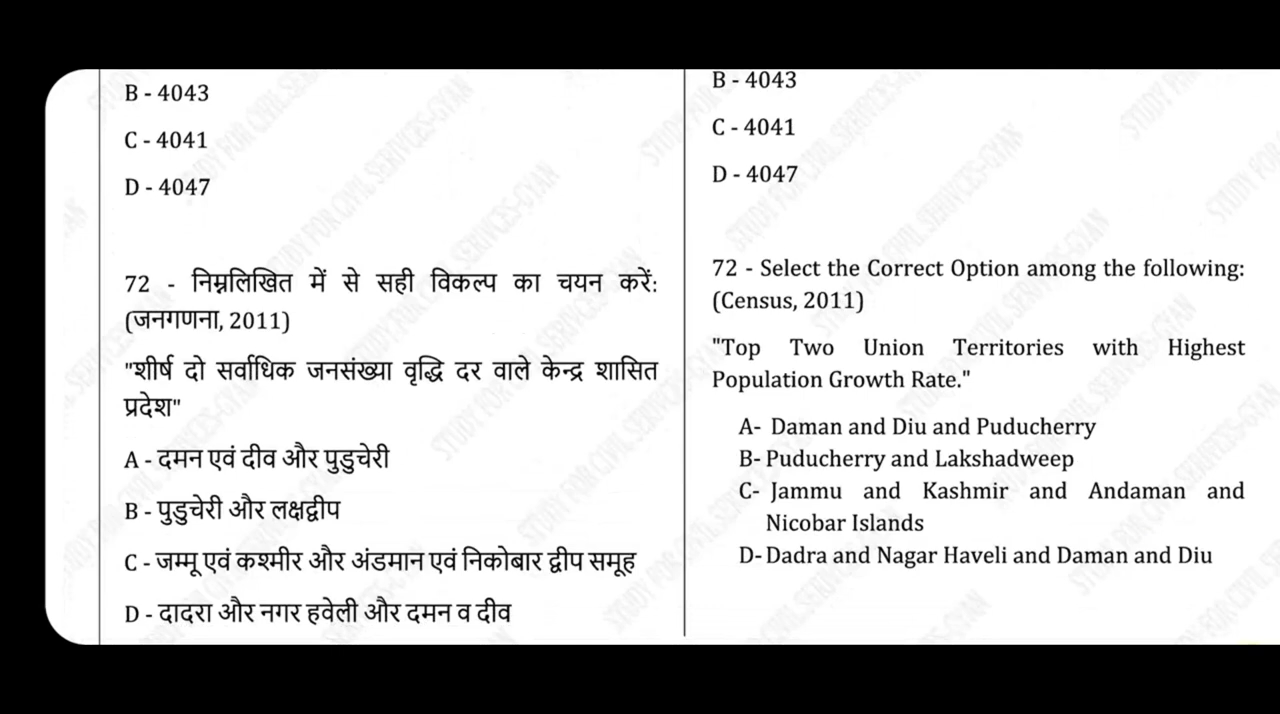 B - 4043
C - 4041
D - 4047
72 - निम्नलिखित में से सही विकल्प का चयन करें:
(जनगणना, 2011)
"शीर्ष दो सर्वाधिक जनसंख्या वृद्धि दर वाले केन्द्र शासित
प्रदेश"
A - दमन एवं दीव और पुडुचेरी
B - पुडुचेरी और लक्षद्वीप
C - जम्मू एवं कश्मीर और अंडमान एवं निकोबार द्वीप समूह
D - दादरा और नगर हवेली और दमन व दीव
B - 4043
C - 4041
D - 4047
72 - Select the Correct Option among the following:
(Census, 2011)
"Top Two Union Territories with Highest
Population Growth Rate."
A- Daman and Diu and Puducherry
B- Puducherry and Lakshadweep
C- Jammu and Kashmir and Andaman and
Nicobar Islands
D- Dadra and Nagar Haveli and Daman and Diu